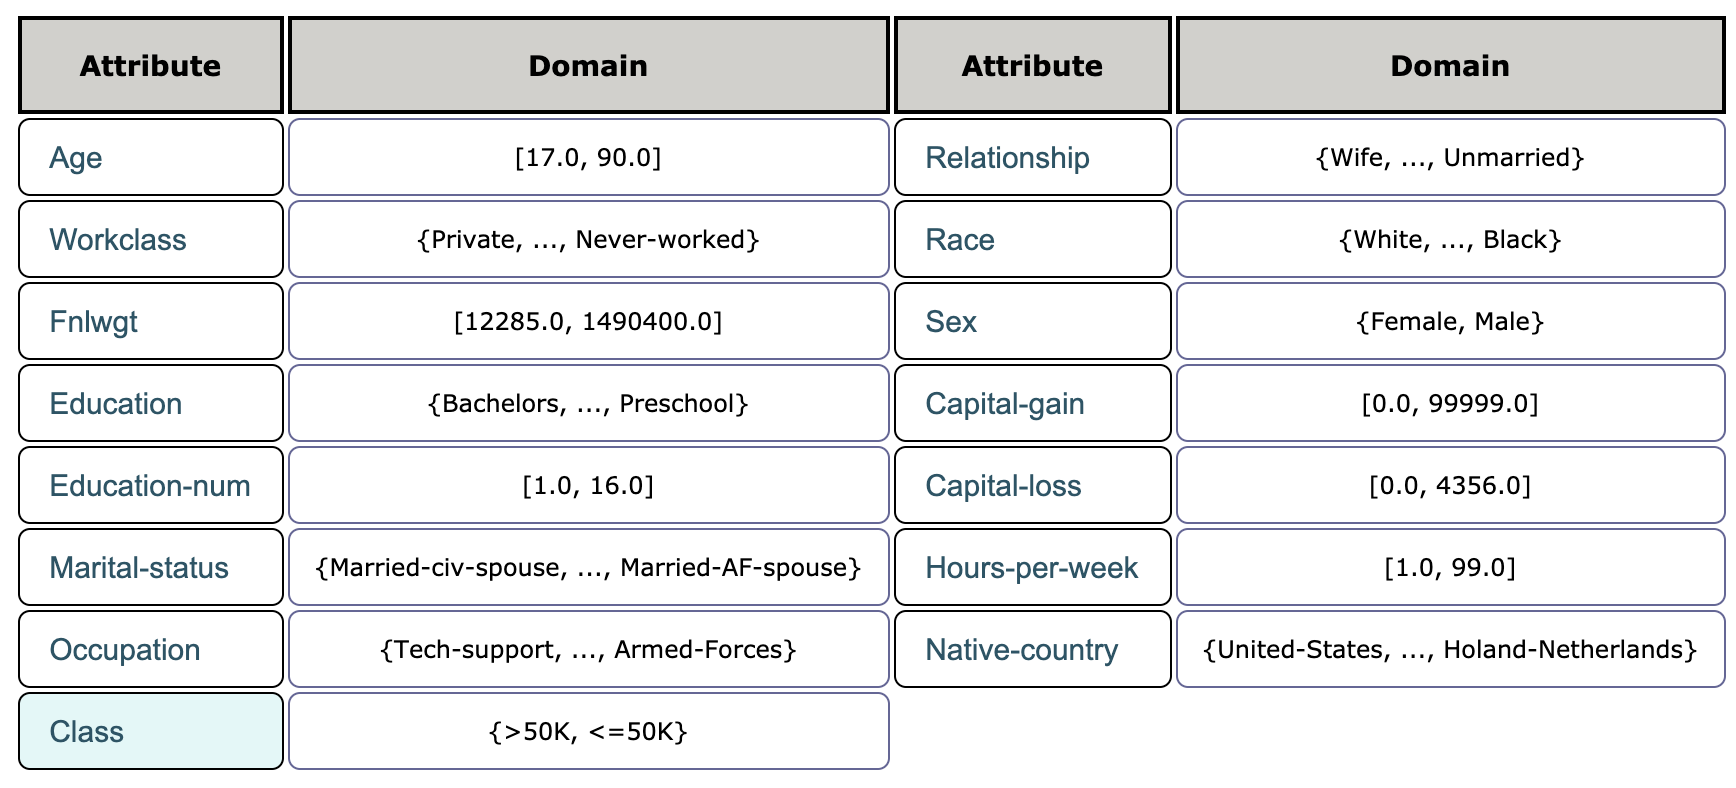 Attribute Domain Attribute Domain
Age [17.0, 90.0] Relationship {Wife, ..., Unmarried}
Workclass {Private, ..., Never-worked} Race {White, ..., Black}
Fnlwgt [12285.0, 1490400.0] Sex {Female, Male}
Education {Bachelors, ..., Preschool} Capital-gain [0.0, 99999.0]
Education-num [1.0, 16.0] Capital-loss [0.0, 4356.0]
Marital-status {Married-civ-spouse, ..., Married-AF-spouse} Hours-per-week [1.0, 99.0]
Occupation {Tech-support, ..., Armed-Forces} Native-country {United-States, ..., Holand-Netherlands}
Class {>50K, <=50K}